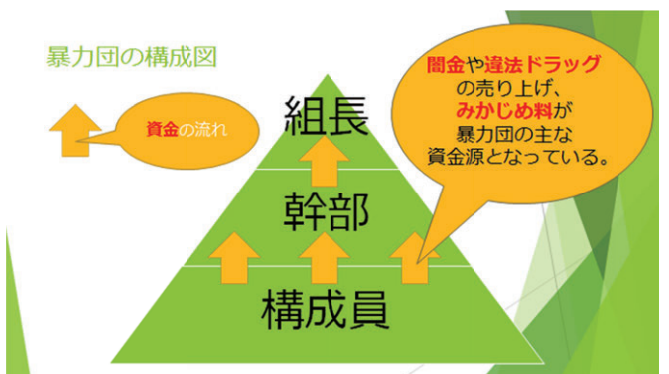 暴力団の構成図
資金の流れ
闇金や違法ドラッグ
の売り上げ、
みかじめ料が
暴力団の主な
資金源となっている。
組長
幹部
構成員